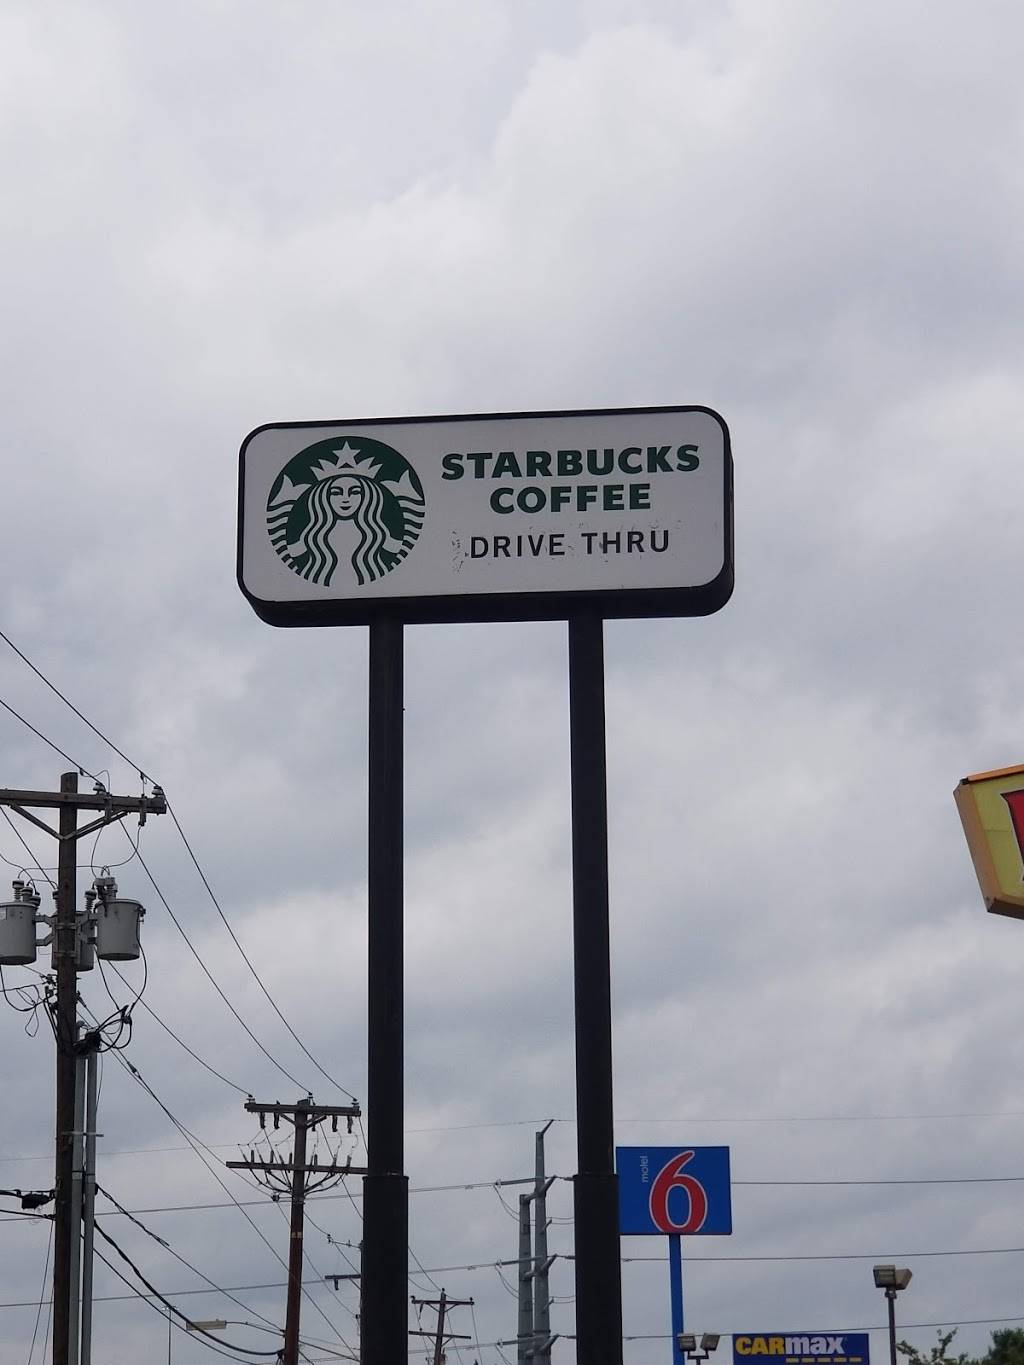 STARBUCKS
COFFEE
DRIVE THRU
motel
6
CARMAX